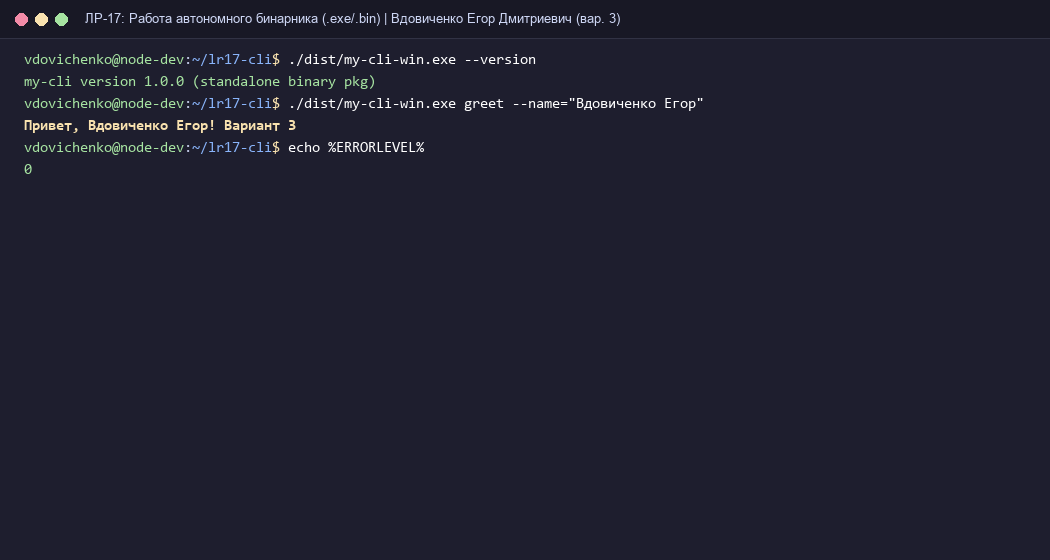 ЛР-17: Работа автономного бинарника (.exe/.bin) | Вдовиченко Егор Дмитриевич (вар. 3)
vdovichenko@node-dev:~/lr17-cli$ ./dist/my-cli-win.exe --version
my-cli version 1.0.0 (standalone binary pkg)
vdovichenko@node-dev:~/lr17-cli$ ./dist/my-cli-win.exe greet --name="Вдовиченко Егор"
Привет, Вдовиченко Егор! Вариант 3
vdovichenko@node-dev:~/lr17-cli$ echo %ERRORLEVEL%
0